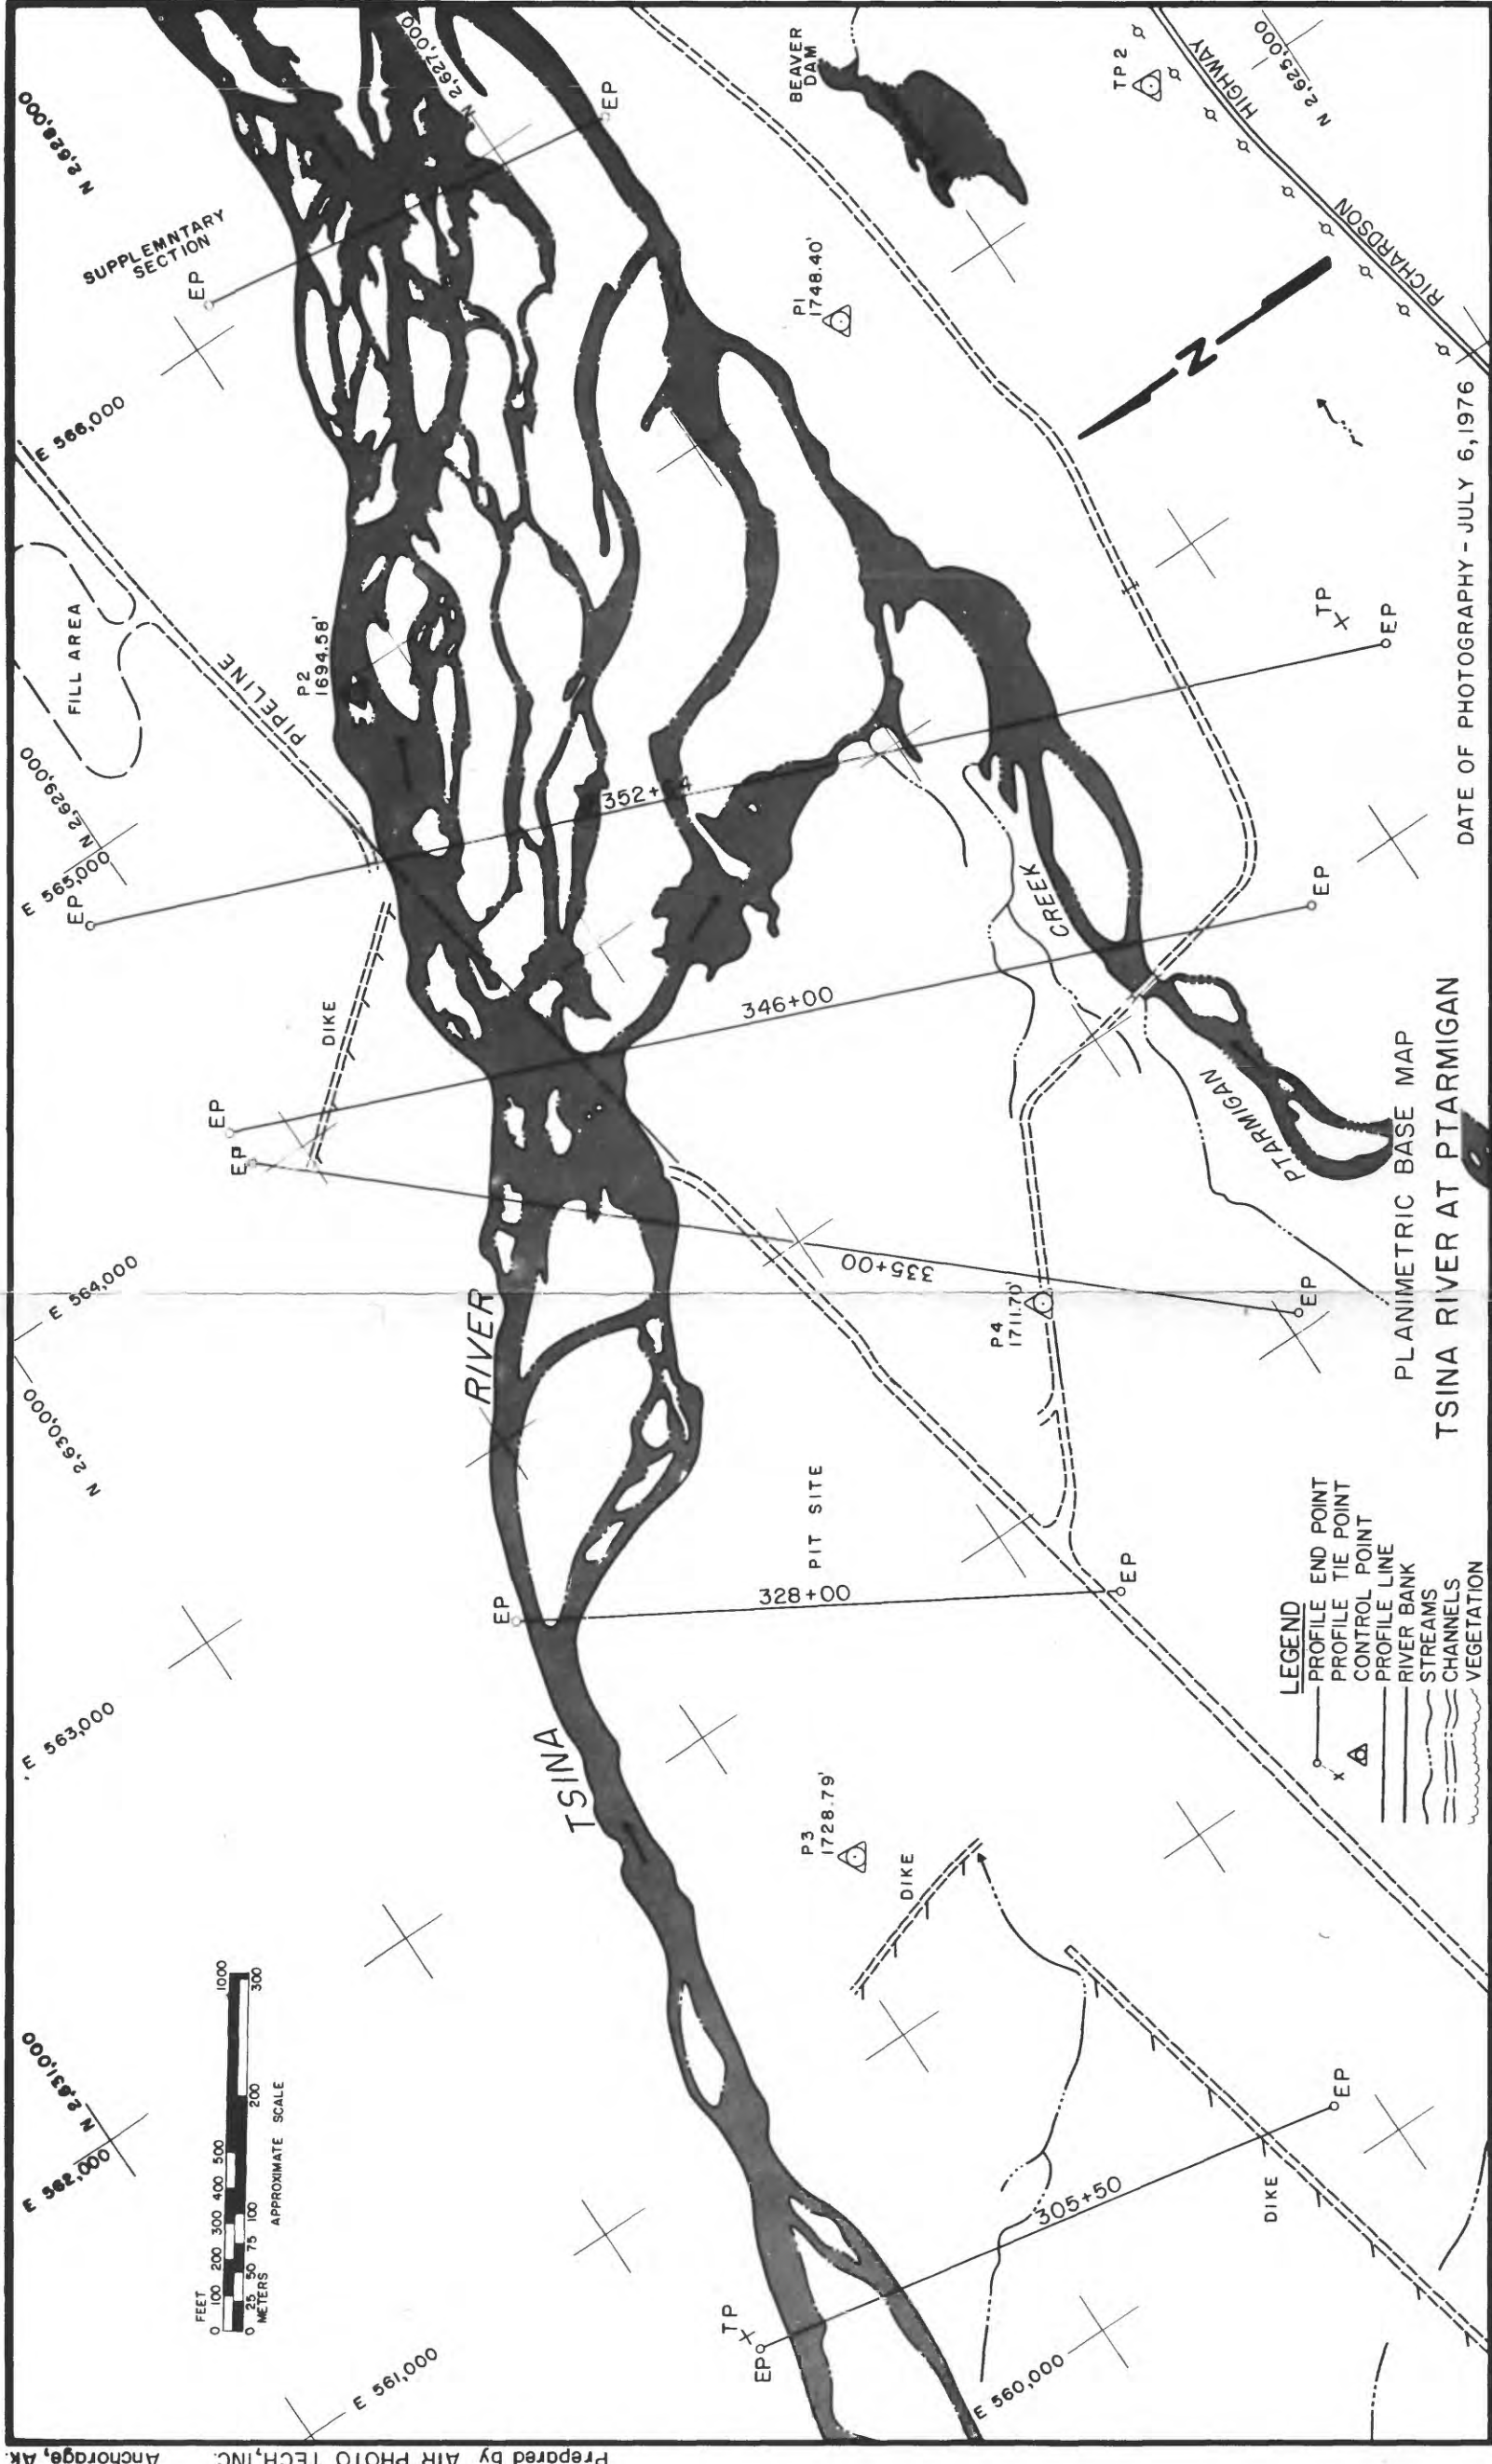 N 2,628,000
N 2,627,000
SUPPLEMNTARY
SECTION
EP
EP
BEAVER
DAM
TP 2
HIGHWAY
N 2,625,000
RICHARDSON
P1
1748.40'
N
E 566,000
FILL AREA
PIPELINE
P2
1694.58'
TP
EP
N 2,629,000
E 565,000
EP
352+
CREEK
EP
DIKE
346+00
EP
EP
PTARMIGAN
335+00
P4
1711.70'
EP
E 564,000
N 2,630,000
RIVER
PIT SITE
EP
328+00
EP
E 563,000
TSINA
P3
1728.79'
DIKE
N 2,631,000
E 562,000
305+50
EP
DIKE
TP
EP
E 561,000
E 560,000
FEET
0 100 200 300 400 500 1000
0 25 50 75 100 200 300
METERS
APPROXIMATE SCALE
LEGEND
PROFILE END POINT
PROFILE TIE POINT
CONTROL POINT
PROFILE LINE
RIVER BANK
STREAMS
CHANNELS
VEGETATION
PLANIMETRIC BASE MAP
TSINA RIVER AT PTARMIGAN
DATE OF PHOTOGRAPHY - JULY 6, 1976
Prepared by AIR PHOTO TECH, INC. Anchorage, AK.